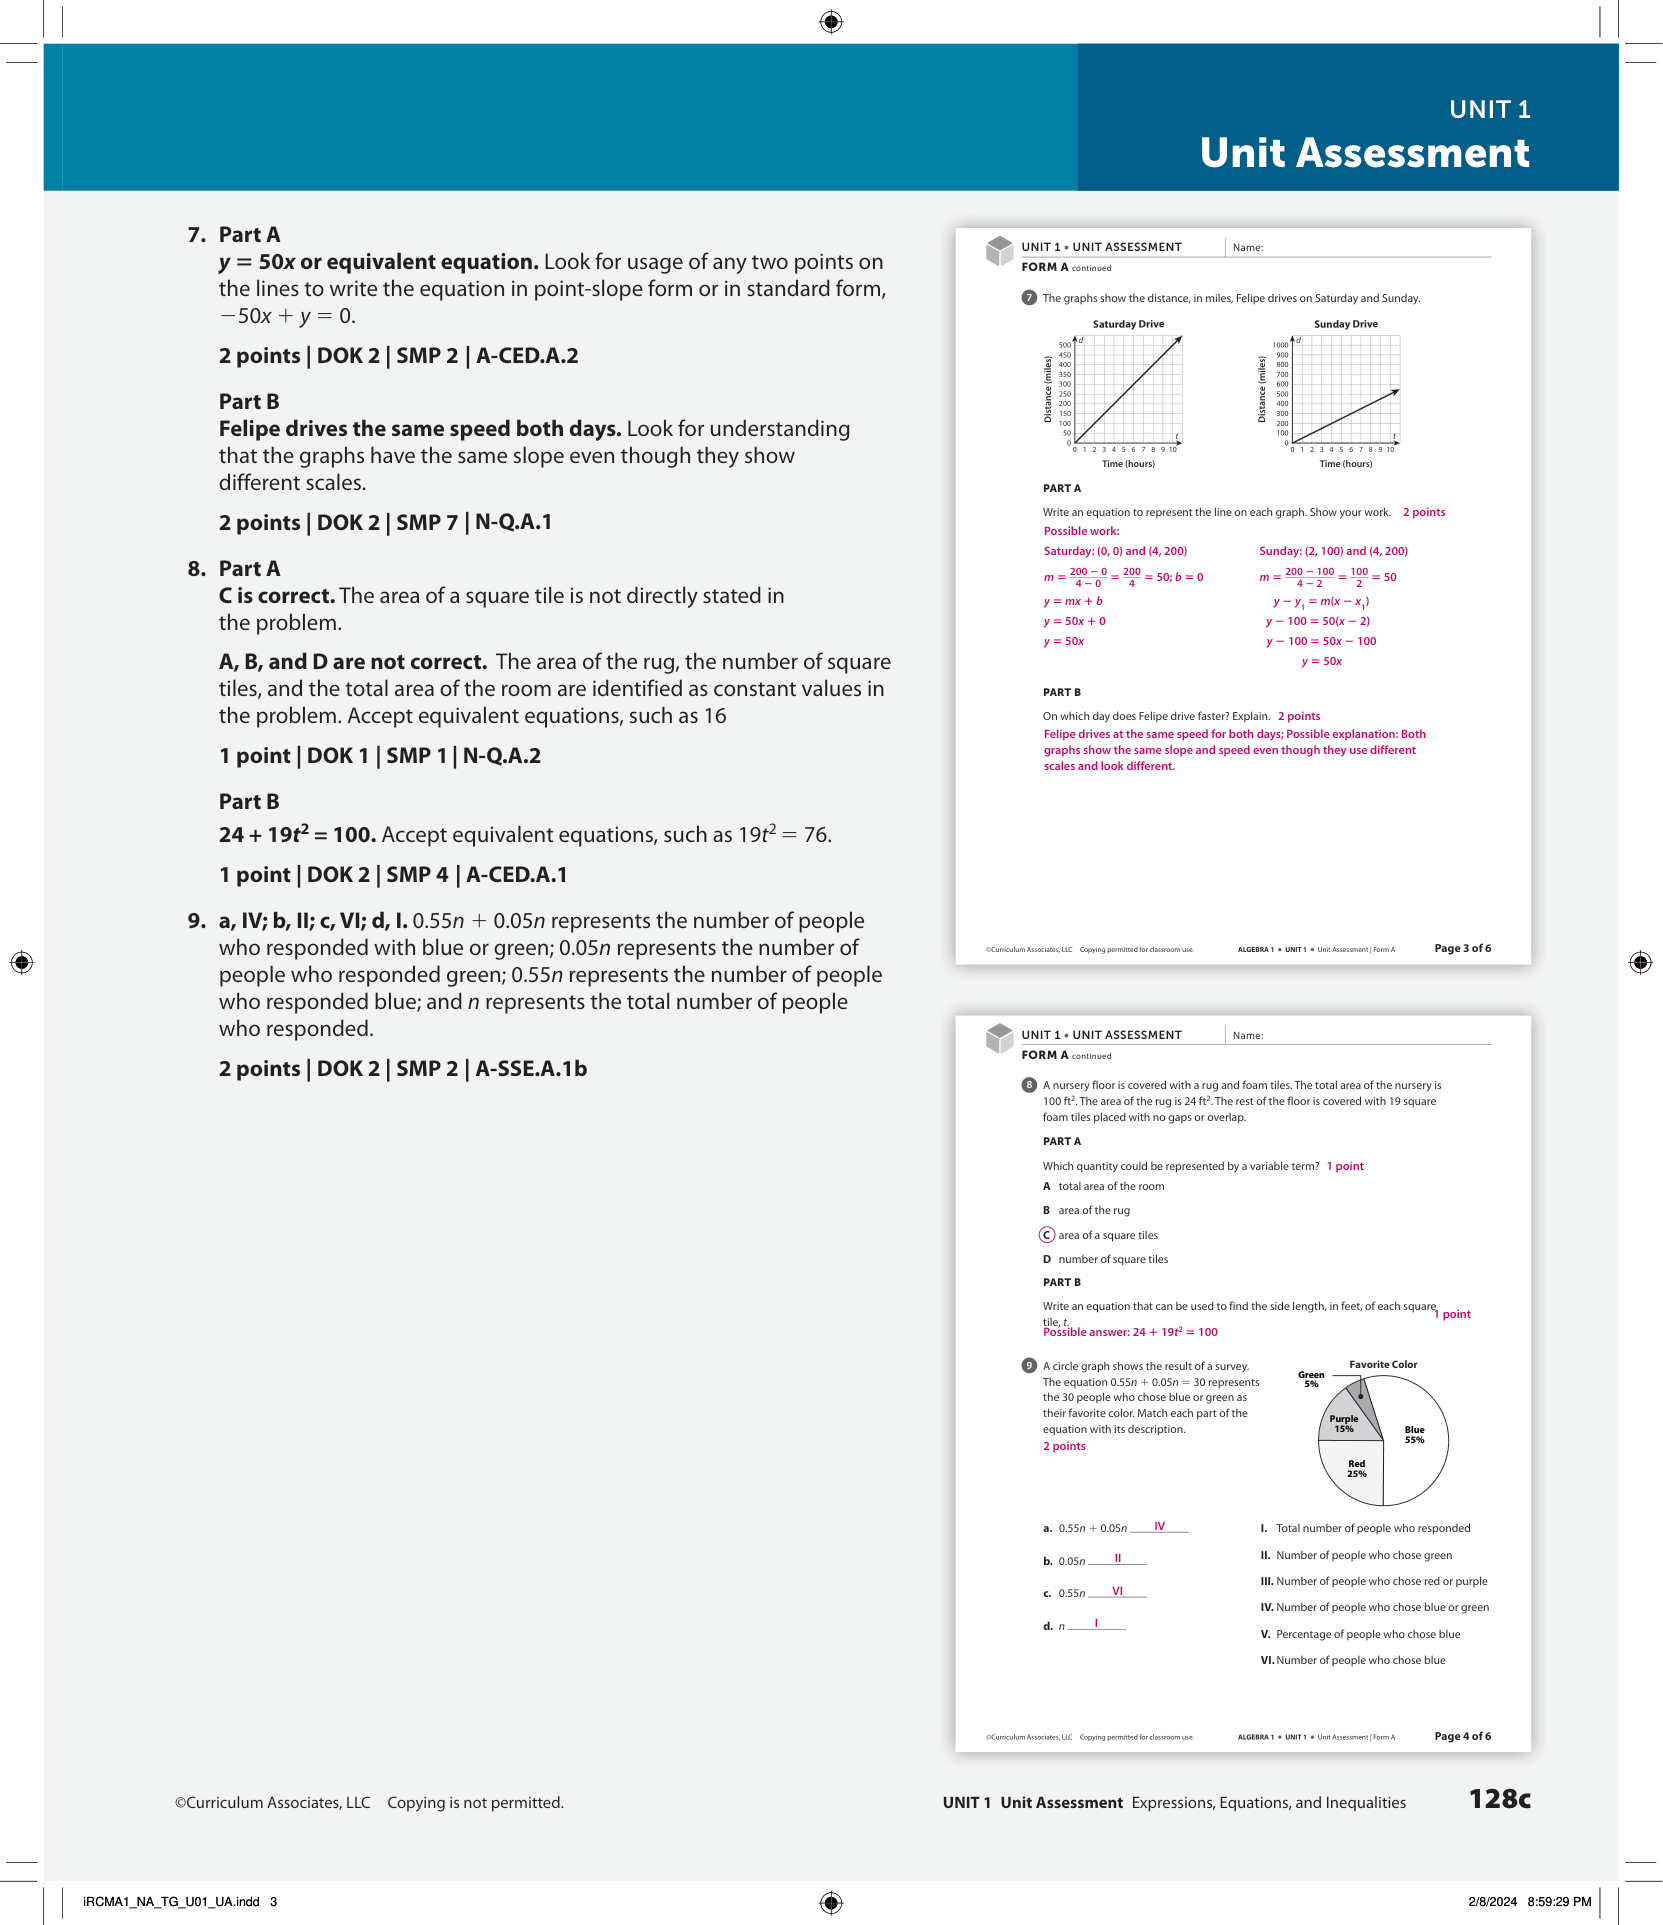 UNIT 1
Unit Assessment
7. Part A
y = 50x or equivalent equation. Look for usage of any two points on
the lines to write the equation in point-slope form or in standard form,
−50x + y = 0.
2 points | DOK 2 | SMP 2 | A-CED.A.2
Part B
Felipe drives the same speed both days. Look for understanding
that the graphs have the same slope even though they show
different scales.
2 points | DOK 2 | SMP 7 | N-Q.A.1
8. Part A
C is correct. The area of a square tile is not directly stated in
the problem.
A, B, and D are not correct. The area of the rug, the number of square
tiles, and the total area of the room are identified as constant values in
the problem. Accept equivalent equations, such as 16
1 point | DOK 1 | SMP 1 | N-Q.A.2
Part B
24 + 19t² = 100. Accept equivalent equations, such as 19t² = 76.
1 point | DOK 2 | SMP 4 | A-CED.A.1
9. a, IV; b, II; c, VI; d, I. 0.55n + 0.05n represents the number of people
who responded with blue or green; 0.05n represents the number of
people who responded green; 0.55n represents the number of people
who responded blue; and n represents the total number of people
who responded.
2 points | DOK 2 | SMP 2 | A-SSE.A.1b
UNIT 1 • UNIT ASSESSMENT Name:
FORM A continued
7 The graphs show the distance, in miles, Felipe drives on Saturday and Sunday.
Saturday Drive
d
500
450
400
350
300
250
200
150
100
50
0
Distance (miles)
t
0 1 2 3 4 5 6 7 8 9 10
Time (hours)
Sunday Drive
d
1000
900
800
700
600
500
400
300
200
100
0
Distance (miles)
t
0 1 2 3 4 5 6 7 8 9 10
Time (hours)
PART A
Write an equation to represent the line on each graph. Show your work. 2 points
Possible work:
Saturday: (0, 0) and (4, 200)
m = 200 − 0 / 4 − 0 = 200 / 4 = 50; b = 0
y = mx + b
y = 50x + 0
y = 50x
Sunday: (2, 100) and (4, 200)
m = 200 − 100 / 4 − 2 = 100 / 2 = 50
y − y₁ = m(x − x₁)
y − 100 = 50(x − 2)
y − 100 = 50x − 100
y = 50x
PART B
On which day does Felipe drive faster? Explain. 2 points
Felipe drives at the same speed for both days; Possible explanation: Both
graphs show the same slope and speed even though they use different
scales and look different.
©Curriculum Associates, LLC Copying permitted for classroom use. ALGEBRA 1 • UNIT 1 • Unit Assessment | Form A Page 3 of 6
UNIT 1 • UNIT ASSESSMENT Name:
FORM A continued
8 A nursery floor is covered with a rug and foam tiles. The total area of the nursery is
100 ft². The area of the rug is 24 ft². The rest of the floor is covered with 19 square
foam tiles placed with no gaps or overlap.
PART A
Which quantity could be represented by a variable term? 1 point
A total area of the room
B area of the rug
C area of a square tiles
D number of square tiles
PART B
Write an equation that can be used to find the side length, in feet, of each square
tile, t.
1 point
Possible answer: 24 + 19t² = 100
9 A circle graph shows the result of a survey.
The equation 0.55n + 0.05n = 30 represents
the 30 people who chose blue or green as
their favorite color. Match each part of the
equation with its description.
2 points
Favorite Color
Green
5%
Purple
15%
Blue
55%
Red
25%
a. 0.55n + 0.05n IV
b. 0.05n II
c. 0.55n VI
d. n I
I. Total number of people who responded
II. Number of people who chose green
III. Number of people who chose red or purple
IV. Number of people who chose blue or green
V. Percentage of people who chose blue
VI. Number of people who chose blue
©Curriculum Associates, LLC Copying permitted for classroom use. ALGEBRA 1 • UNIT 1 • Unit Assessment | Form A Page 4 of 6
©Curriculum Associates, LLC Copying is not permitted.
UNIT 1 Unit Assessment Expressions, Equations, and Inequalities 128c
iRCMA1_NA_TG_U01_UA.indd 3
2/8/2024 8:59:29 PM